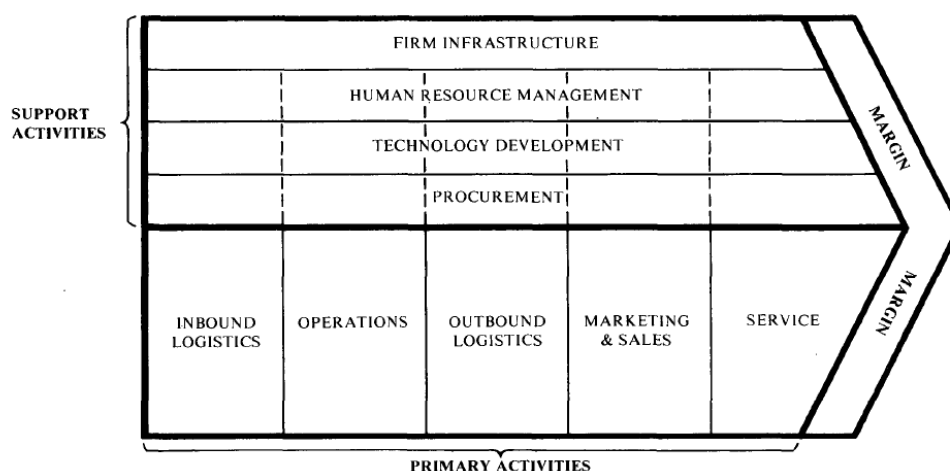 FIRM INFRASTRUCTURE
HUMAN RESOURCE MANAGEMENT
SUPPORT
ACTIVITIES
TECHNOLOGY DEVELOPMENT
PROCUREMENT
MARGIN
MARGIN
INBOUND
LOGISTICS
OPERATIONS
OUTBOUND
LOGISTICS
MARKETING
& SALES
SERVICE
PRIMARY ACTIVITIES